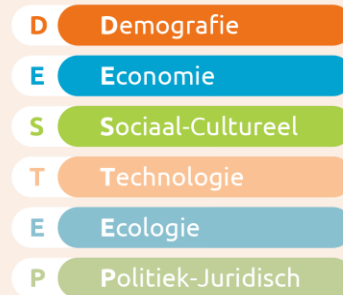 D Demografie
E Economie
S Sociaal-Cultureel
T Technologie
E Ecologie
P Politiek-Juridisch